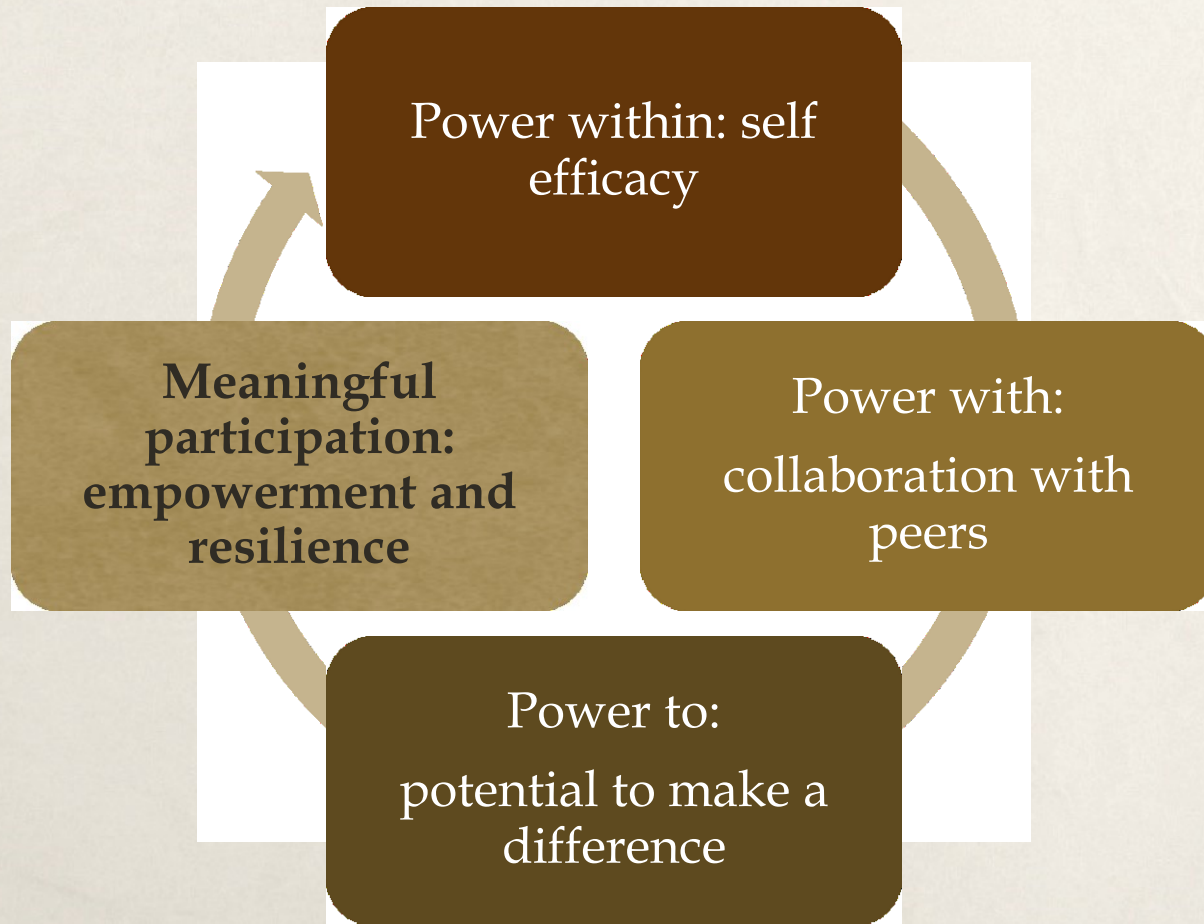 Power within: self
efficacy
Power with:
collaboration with
peers
Power to:
potential to make a
difference
Meaningful
participation:
empowerment and
resilience